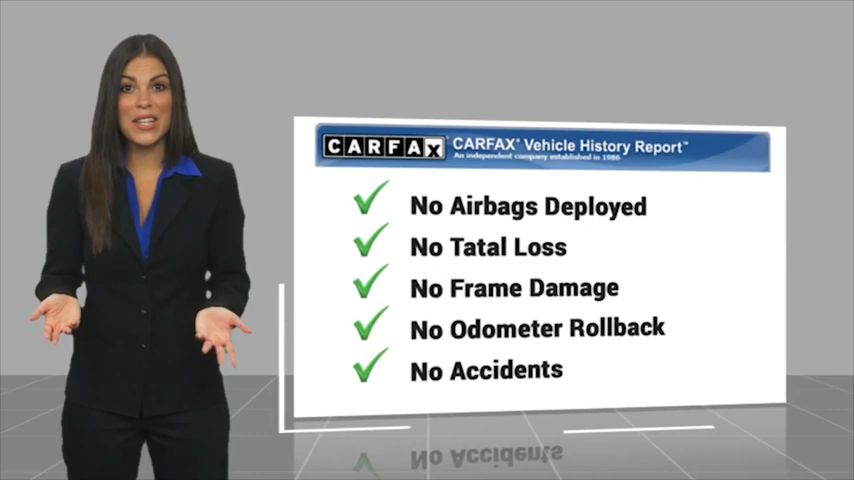 CARFAX CARFAX® Vehicle History Report™
An independent company established in 1986
No Airbags Deployed
No Tatal Loss
No Frame Damage
No Odometer Rollback
No Accidents
No Accidents